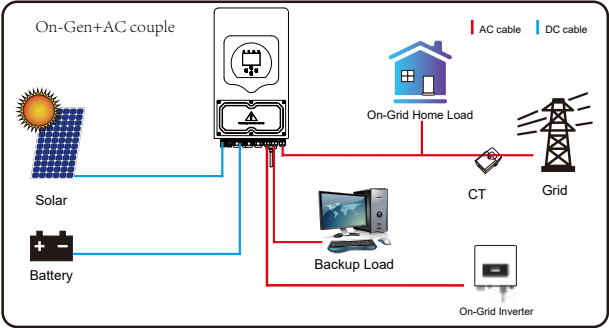 On-Gen+AC couple
AC cable
DC cable
On-Grid Home Load
CT
Grid
Solar
Backup Load
Battery
On-Grid Inverter